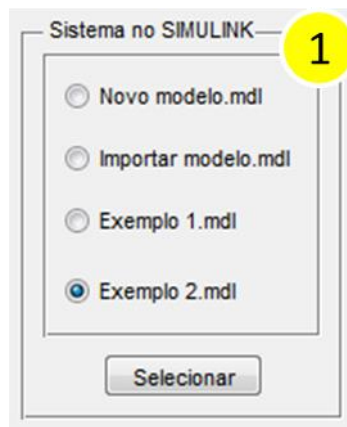 Sistema no SIMULINK
1
Novo modelo.mdl
Importar modelo.mdl
Exemplo 1.mdl
Exemplo 2.mdl
Selecionar